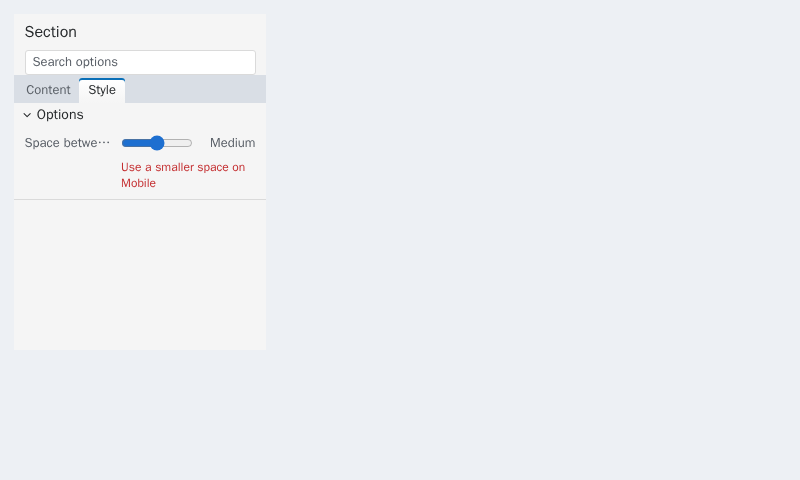 Section
Search options
Content Style
Options
Space betwe… Medium
Use a smaller space on
Mobile